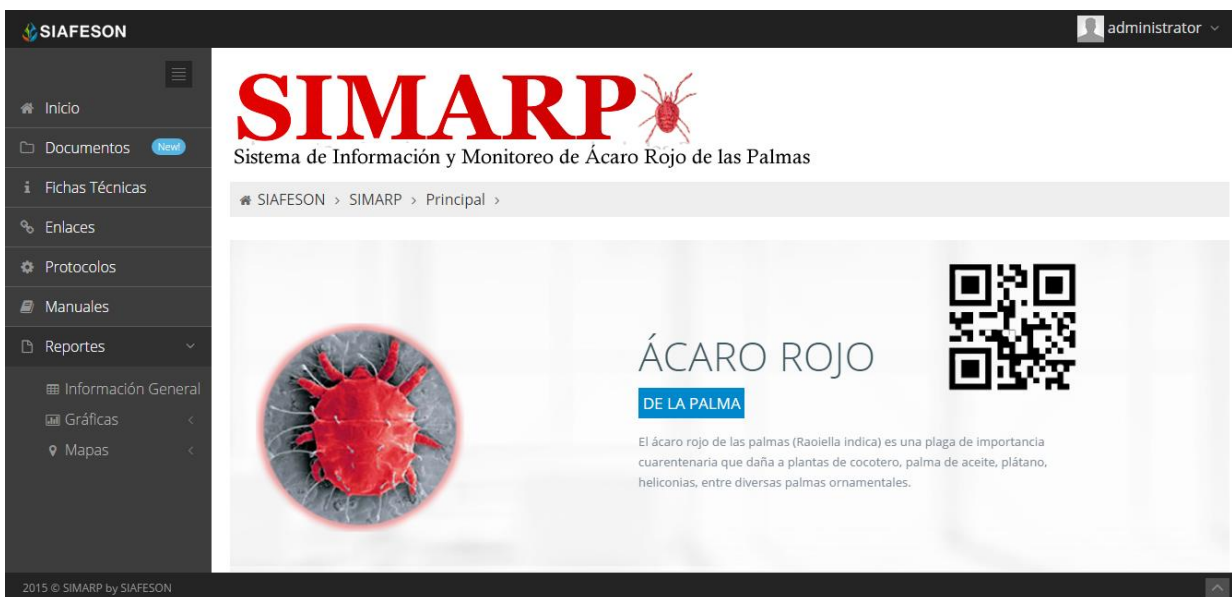 SIAFESON
administrator
Inicio
Documentos New!
Fichas Técnicas
Enlaces
Protocolos
Manuales
Reportes
Información General
Gráficas
Mapas
SIMARP
Sistema de Información y Monitoreo de Ácaro Rojo de las Palmas
SIAFESON > SIMARP > Principal >
ÁCARO ROJO
DE LA PALMA
El ácaro rojo de las palmas (Raoiella indica) es una plaga de importancia
cuarentenaria que daña a plantas de cocotero, palma de aceite, plátano,
heliconias, entre diversas palmas ornamentales.
2015 © SIMARP by SIAFESON